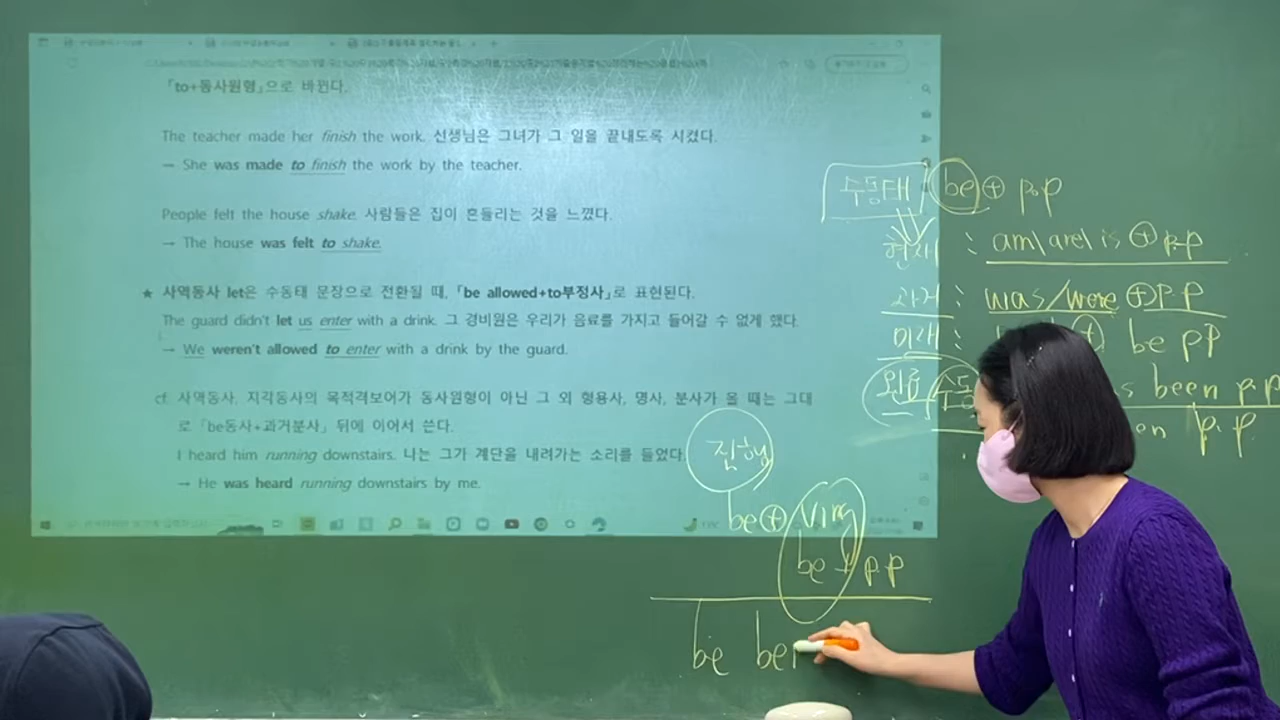 「to+동사원형」으로 바뀐다.
The teacher made her finish the work. 선생님은 그녀가 그 일을 끝내도록 시켰다.
→ She was made to finish the work by the teacher.
People felt the house shake. 사람들은 집이 흔들리는 것을 느꼈다.
→ The house was felt to shake.
★ 사역동사 let은 수동태 문장으로 전환될 때, 「be allowed+to부정사」로 표현된다.
The guard didn't let us enter with a drink. 그 경비원은 우리가 음료를 가지고 들어갈 수 없게 했다.
→ We weren't allowed to enter with a drink by the guard.
cf. 사역동사, 지각동사의 목적격보어가 동사원형이 아닌 그 외 형용사, 명사, 분사가 올 때는 그대
로 「be동사+과거분사」 뒤에 이어서 쓴다.
I heard him running downstairs. 나는 그가 계단을 내려가는 소리를 들었다.
→ He was heard running downstairs by me.
수동태 be + p.p
현재 : am/are/is + p.p
과거 : was/were + p.p
미래 : be pp
완료 수동 been p.p
en p.p
진행
be + Ving
be + p.p
be bei